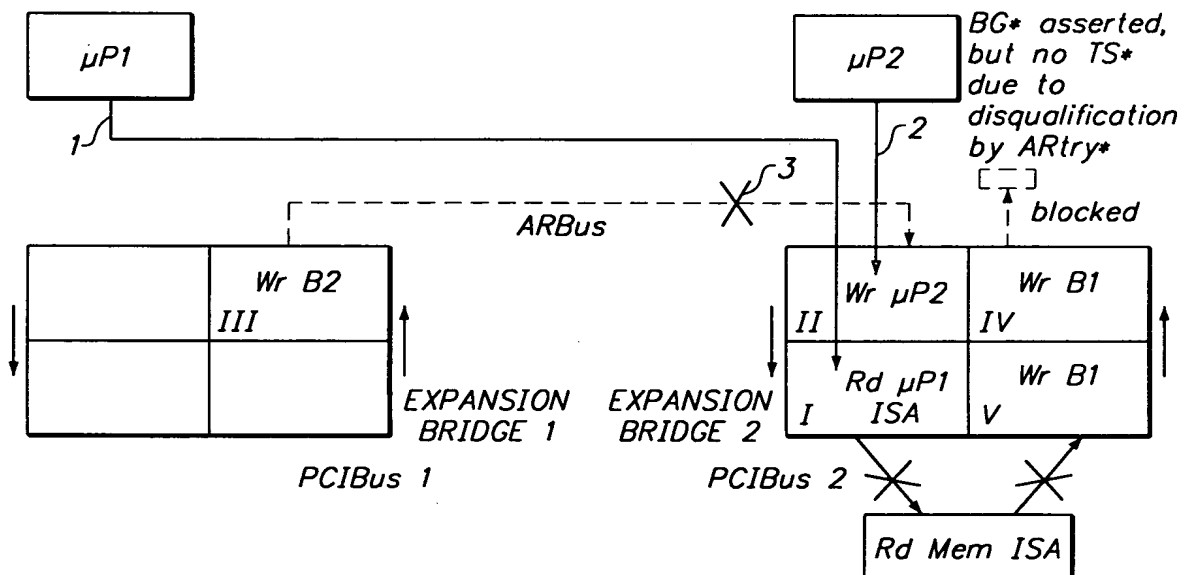 µP1
µP2
BG* asserted,
but no TS*
due to
disqualification
by ARtry*
1
2
3
ARBus
blocked
Wr B2
III
Wr µP2
II
Wr B1
IV
Rd µP1
ISA
I
Wr B1
V
EXPANSION
BRIDGE 1
EXPANSION
BRIDGE 2
PCIBus 1
PCIBus 2
Rd Mem ISA